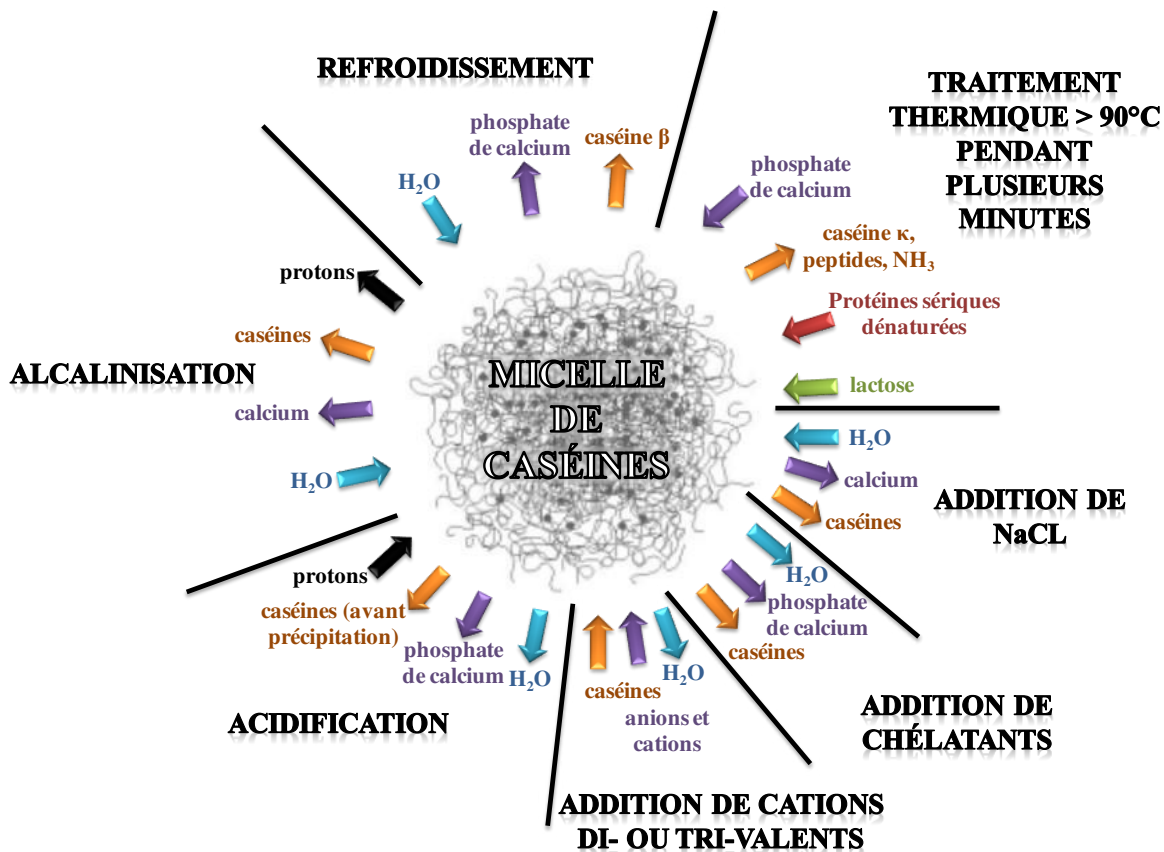 REFROIDISSEMENT
phosphate
de calcium
caséine β
H₂O
TRAITEMENT
THERMIQUE > 90°C
PENDANT
PLUSIEURS
MINUTES
phosphate
de calcium
caséine κ,
peptides, NH₃
Protéines sériques
dénaturées
lactose
ALCALINISATION
protons
caséines
calcium
H₂O
MICELLE
DE
CASÉINES
ADDITION DE
NaCL
H₂O
calcium
caséines
ACIDIFICATION
protons
caséines (avant
précipitation)
phosphate
de calcium
H₂O
ADDITION DE CATIONS
DI- OU TRI-VALENTS
caséines
anions et
cations
H₂O
ADDITION DE
CHÉLATANTS
H₂O
phosphate
de calcium
caséines